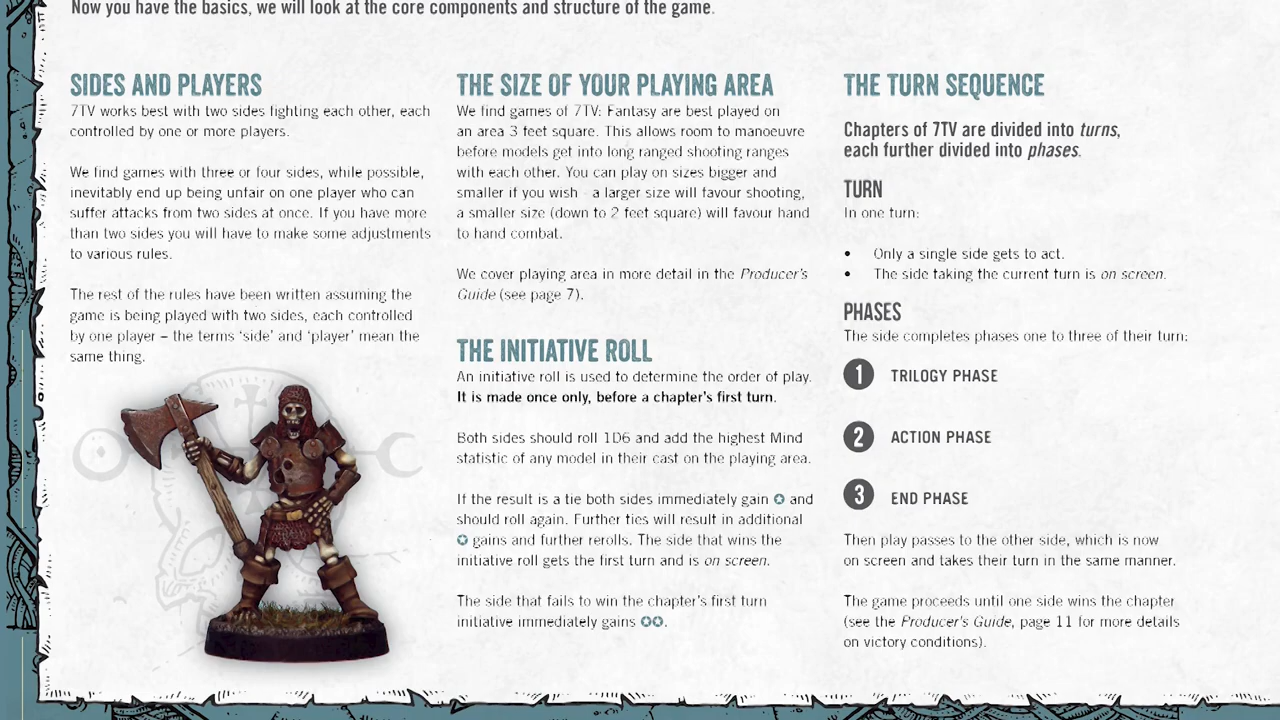 Now you have the basics, we will look at the core components and structure of the game.
SIDES AND PLAYERS
7TV works best with two sides fighting each other, each
controlled by one or more players.
We find games with three or four sides, while possible,
inevitably end up being unfair on one player who can
suffer attacks from two sides at once. If you have more
than two sides you will have to make some adjustments
to various rules.
The rest of the rules have been written assuming the
game is being played with two sides, each controlled
by one player – the terms ‘side’ and ‘player’ mean the
same thing.
THE SIZE OF YOUR PLAYING AREA
We find games of 7TV: Fantasy are best played on
an area 3 feet square. This allows room to manoeuvre
before models get into long ranged shooting ranges
with each other. You can play on sizes bigger and
smaller if you wish - a larger size will favour shooting,
a smaller size (down to 2 feet square) will favour hand
to hand combat.
We cover playing area in more detail in the Producer's
Guide (see page 7).
THE INITIATIVE ROLL
An initiative roll is used to determine the order of play.
It is made once only, before a chapter's first turn.
Both sides should roll 1D6 and add the highest Mind
statistic of any model in their cast on the playing area.
If the result is a tie both sides immediately gain ✪ and
should roll again. Further ties will result in additional
✪ gains and further rerolls. The side that wins the
initiative roll gets the first turn and is on screen.
The side that fails to win the chapter's first turn
initiative immediately gains ✪✪.
THE TURN SEQUENCE
Chapters of 7TV are divided into turns,
each further divided into phases.
TURN
In one turn:
• Only a single side gets to act.
• The side taking the current turn is on screen.
PHASES
The side completes phases one to three of their turn:
1 TRILOGY PHASE
2 ACTION PHASE
3 END PHASE
Then play passes to the other side, which is now
on screen and takes their turn in the same manner.
The game proceeds until one side wins the chapter
(see the Producer's Guide, page 11 for more details
on victory conditions).